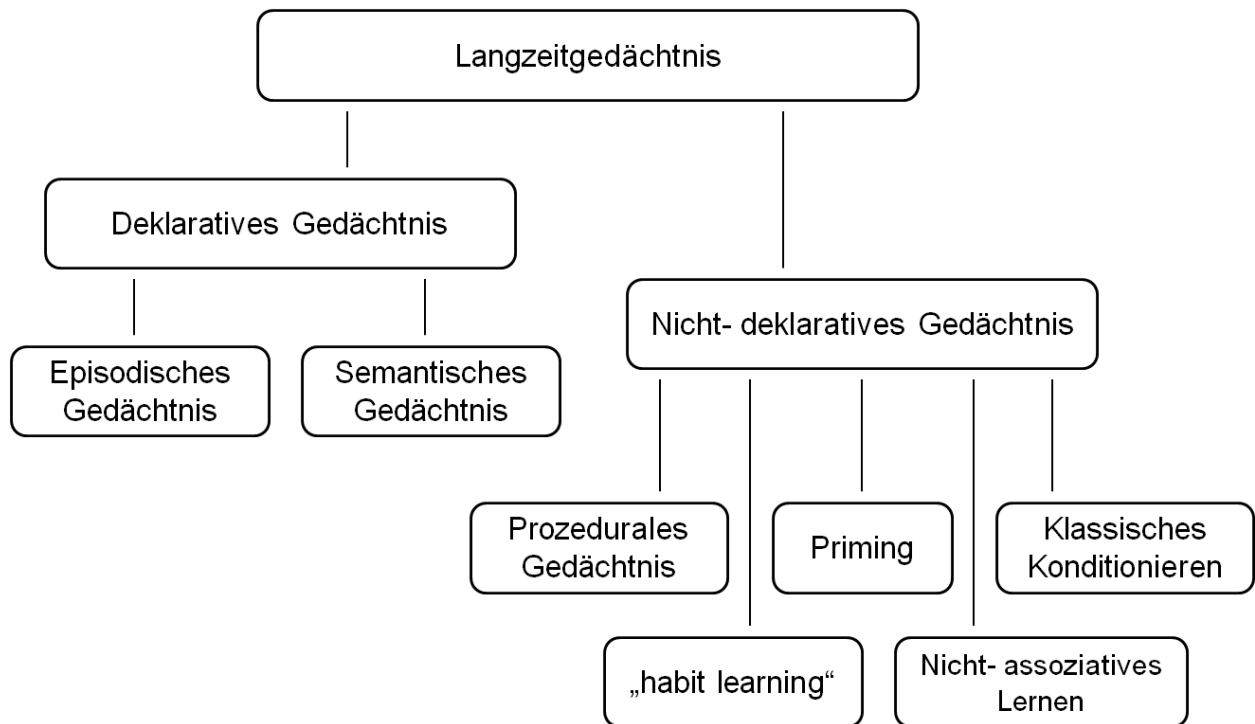 Langzeitgedächtnis
Deklaratives Gedächtnis
Nicht- deklaratives Gedächtnis
Episodisches
Gedächtnis
Semantisches
Gedächtnis
Prozedurales
Gedächtnis
Priming
Klassisches
Konditionieren
„habit learning“
Nicht- assoziatives
Lernen